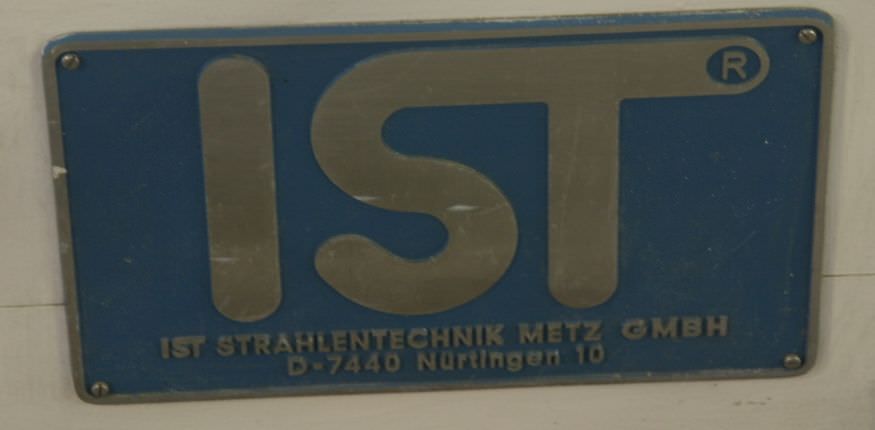 IST®
IST STRAHLENTECHNIK METZ GMBH
D-7440 Nürtingen 10